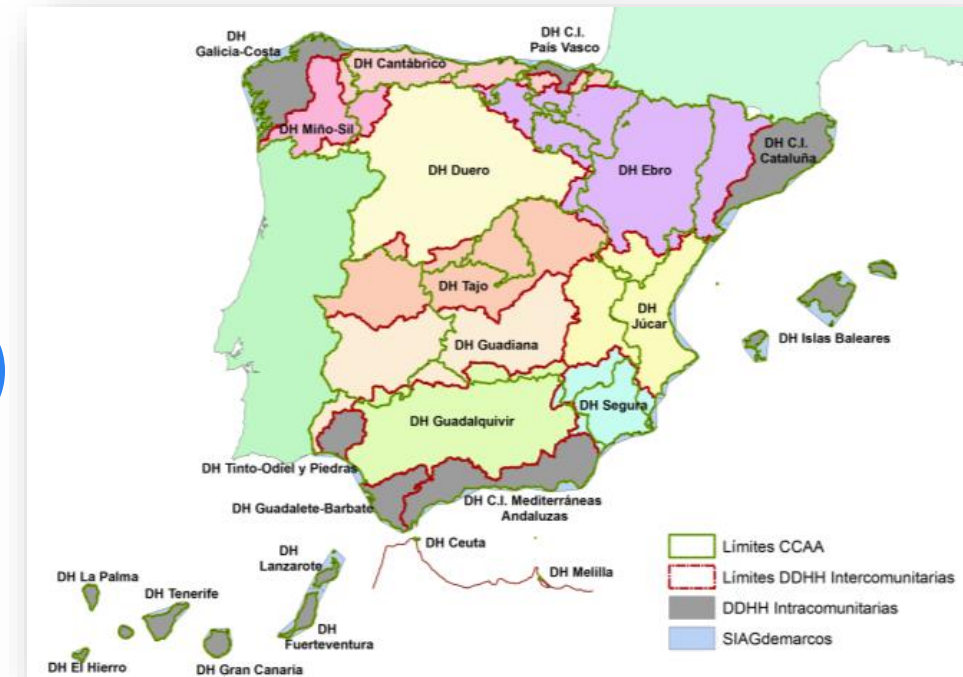 DH
Galicia-Costa
DH C.I.
País Vasco
DH Cantábrico
DH Miño-Sil
DH C.I.
Cataluña
DH Duero
DH Ebro
DH Tajo
DH
Júcar
DH Islas Baleares
DH Guadiana
DH Segura
DH Guadalquivir
DH Tinto-Odiel y Piedras
DH Guadalete-Barbate
DH C.I. Mediterráneas
Andaluzas
DH Ceuta
DH Melilla
DH
Lanzarote
DH La Palma
DH Tenerife
DH
Fuerteventura
DH El Hierro
DH Gran Canaria
Límites CCAA
Límites DDHH Intercomunitarias
DDHH Intracomunitarias
SIAGdemarcos